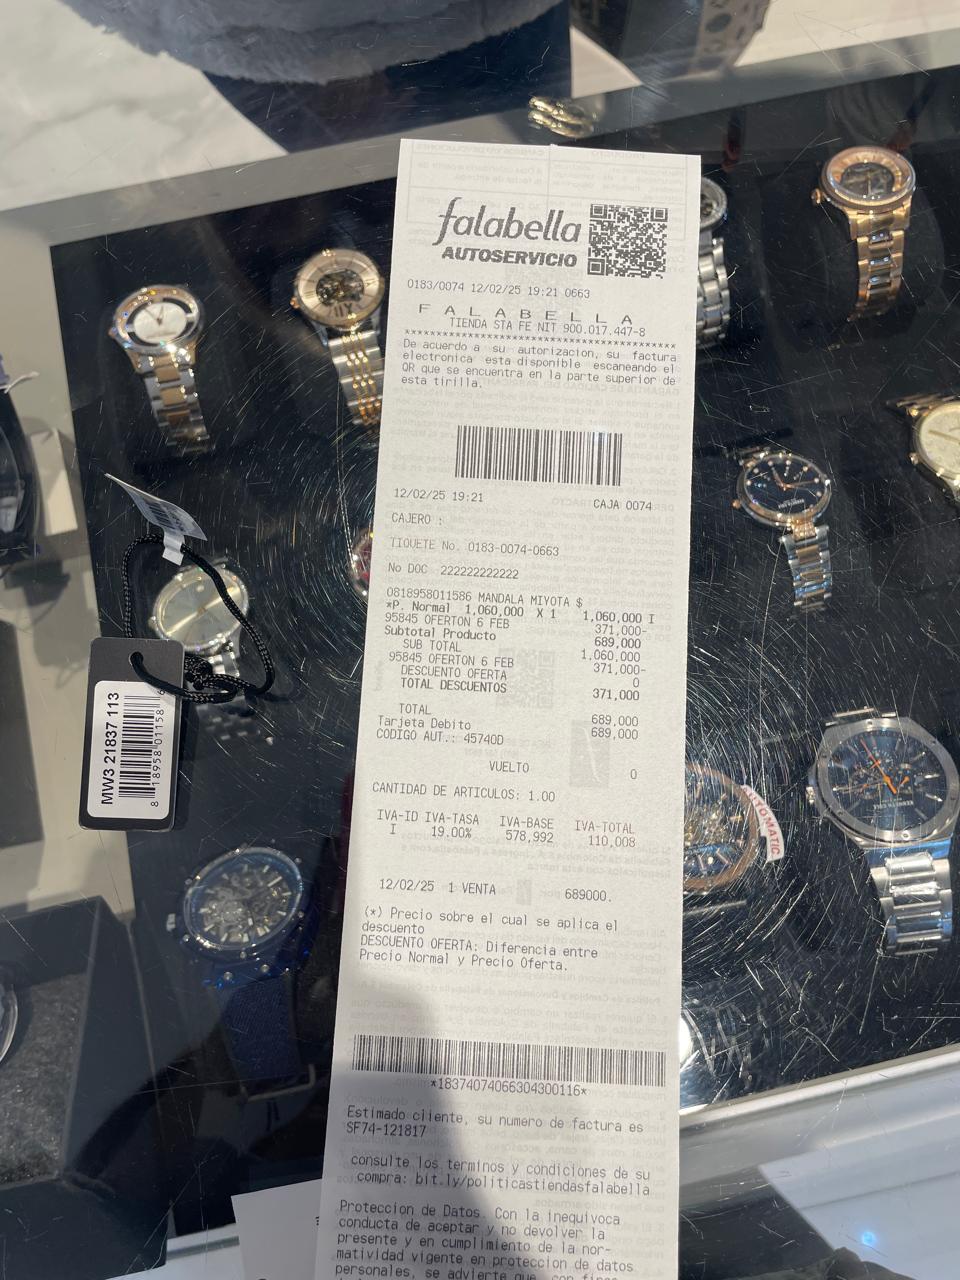 falabella
AUTOSERVICIO
0183/0074 12/02/25 19:21 0663
F A L A B E L L A
TIENDA STA FE NIT 900.017.447-8
De acuerdo a su autorizacion, su factura
electronica esta disponible escaneando el
QR que se encuentra en la parte superior de
esta tirilla.
12/02/25 19:21 CAJA 0074
CAJERO :
TIQUETE No. 0183-0074-0663
No DOC 222222222222
0818958011586 MANDALA MIYOTA $
*P. Normal 1,060,000 X 1 1,060,000 I
95845 OFERTON 6 FEB 371,000-
Subtotal Producto 689,000
SUB TOTAL 1,060,000
95845 OFERTON 6 FEB 371,000-
DESCUENTO OFERTA 0
TOTAL DESCUENTOS 371,000
TOTAL 689,000
Tarjeta Debito 689,000
CODIGO AUT.: 45740D
VUELTO 0
CANTIDAD DE ARTICULOS: 1.00
IVA-ID IVA-TASA IVA-BASE IVA-TOTAL
I 19.00% 578,992 110,008
12/02/25 1 VENTA 689000.
(*) Precio sobre el cual se aplica el
descuento
DESCUENTO OFERTA: Diferencia entre
Precio Normal y Precio Oferta.
*18374074066304300116*
Estimado cliente, su numero de factura es
SF74-121817
consulte los terminos y condiciones de su
compra: bit.ly/politicastiendasfalabella
Proteccion de Datos. Con la inequivoca
conducta de aceptar y no devolver la
presente y en cumplimiento de la nor-
matividad vigente en proteccion de datos
personales, se advierte que, con fines
MW3 21837 113
8 18958 01158 6
AUTOMATIC